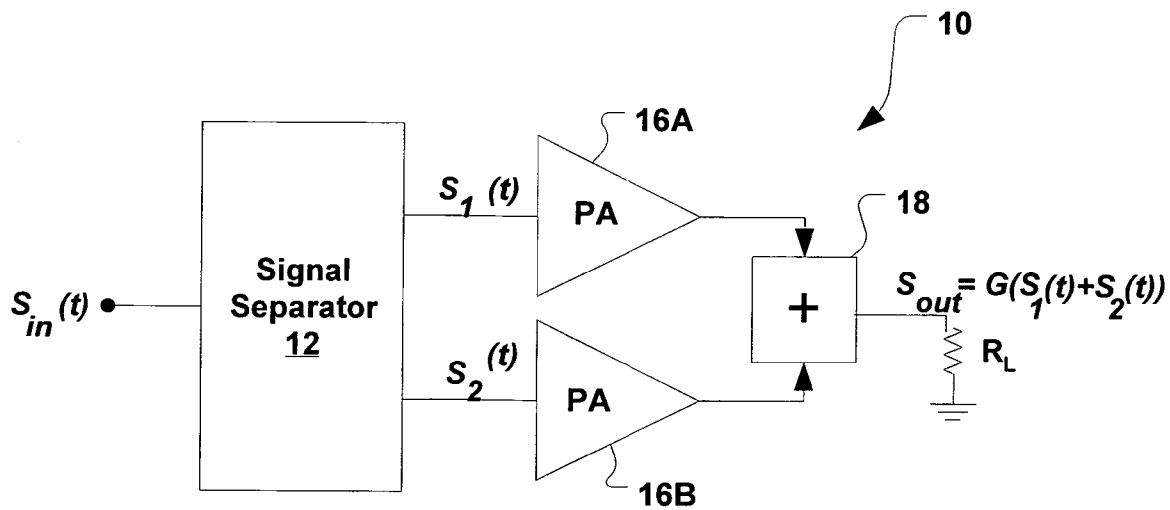 10
16A
S1 (t)
PA
18
Signal
Separator
12
Sin (t)
+
Sout = G(S1(t)+S2(t))
RL
S2 (t)
PA
16B